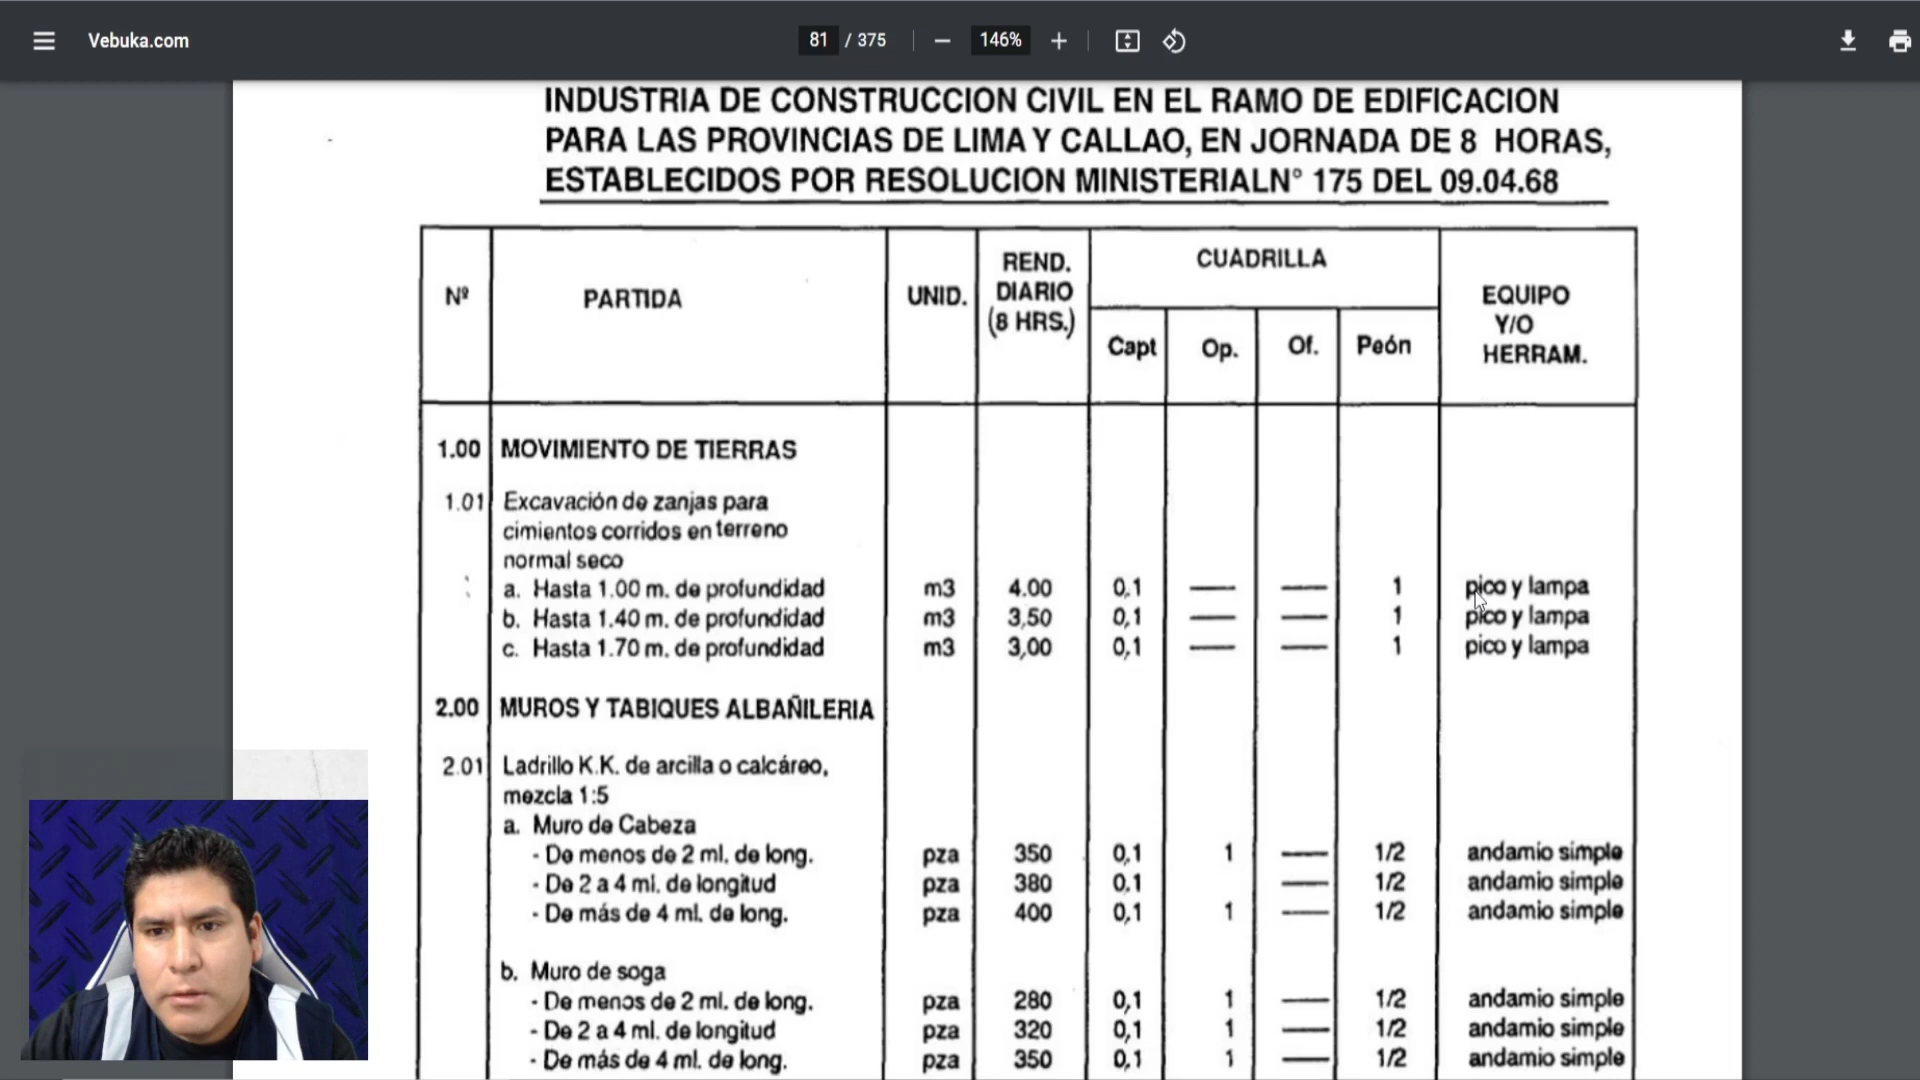 Vebuka.com
81 / 375
146%
INDUSTRIA DE CONSTRUCCION CIVIL EN EL RAMO DE EDIFICACION
PARA LAS PROVINCIAS DE LIMA Y CALLAO, EN JORNADA DE 8 HORAS,
ESTABLECIDOS POR RESOLUCION MINISTERIALN° 175 DEL 09.04.68
Nº PARTIDA UNID. REND. DIARIO (8 HRS.) CUADRILLA EQUIPO Y/O HERRAM.
Capt Op. Of. Peón
1.00 MOVIMIENTO DE TIERRAS
1.01 Excavación de zanjas para
cimientos corridos en terreno
normal seco
a. Hasta 1.00 m. de profundidad m3 4.00 0,1 — — 1 pico y lampa
b. Hasta 1.40 m. de profundidad m3 3,50 0,1 — — 1 pico y lampa
c. Hasta 1.70 m. de profundidad m3 3,00 0,1 — — 1 pico y lampa
2.00 MUROS Y TABIQUES ALBAÑILERIA
2.01 Ladrillo K.K. de arcilla o calcáreo,
mezcla 1:5
a. Muro de Cabeza
- De menos de 2 ml. de long. pza 350 0,1 1 — 1/2 andamio simple
- De 2 a 4 ml. de longitud pza 380 0.1 — 1/2 andamio simple
- De más de 4 ml. de long. pza 400 0,1 1 — 1/2 andamio simple
b. Muro de soga
- De menos de 2 ml. de long. pza 280 0,1 1 — 1/2 andamio simple
- De 2 a 4 ml. de longitud pza 320 0,1 1 — 1/2 andamio simple
- De más de 4 ml. de long. pza 350 0,1 1 — 1/2 andamio simple